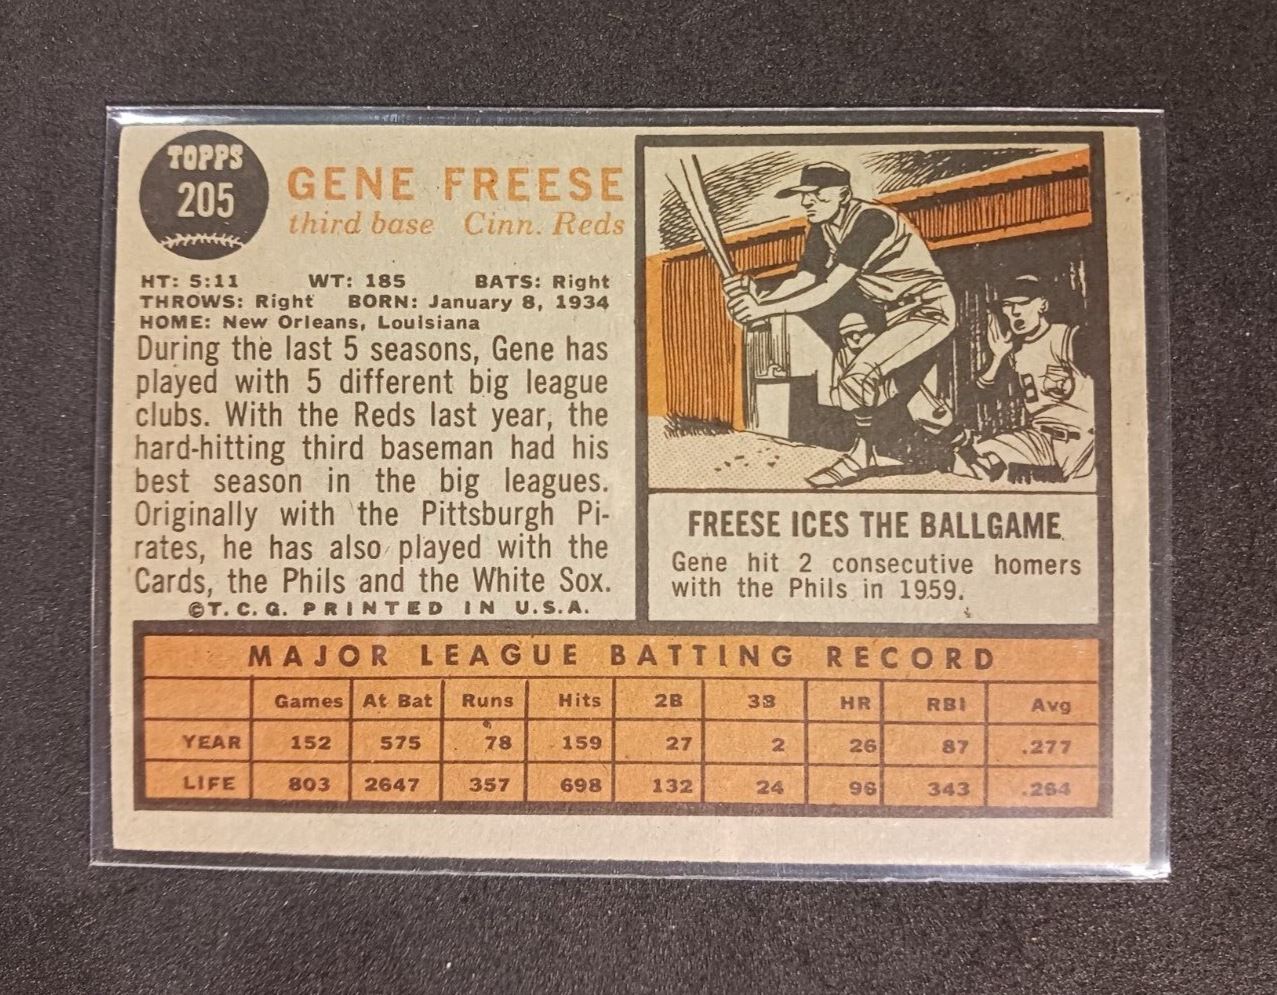 TOPPS
205
GENE FREESE
third base Cinn. Reds
HT: 5:11 WT: 185 BATS: Right
THROWS: Right BORN: January 8, 1934
HOME: New Orleans, Louisiana
During the last 5 seasons, Gene has
played with 5 different big league
clubs. With the Reds last year, the
hard-hitting third baseman had his
best season in the big leagues.
Originally with the Pittsburgh Pi-
rates, he has also played with the
Cards, the Phils and the White Sox.
©T. C. G. PRINTED IN U.S.A.
FREESE ICES THE BALLGAME
Gene hit 2 consecutive homers
with the Phils in 1959.
MAJOR LEAGUE BATTING RECORD
Games At Bat Runs Hits 2B 3B HR RBI Avg
YEAR 152 575 78 159 27 2 26 87 .277
LIFE 803 2647 357 698 132 24 96 343 .264